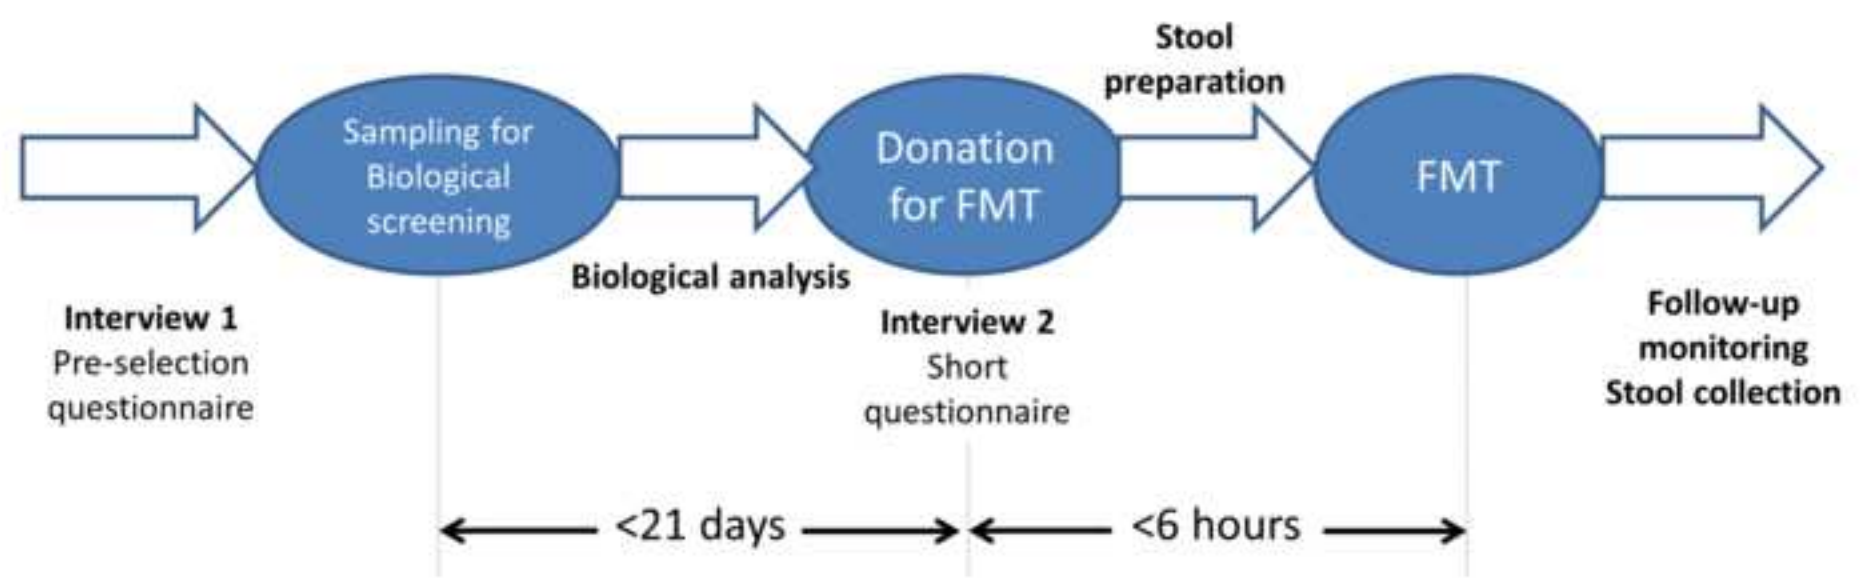 Stool
preparation
Sampling for
Biological
screening
Donation
for FMT
FMT
Biological analysis
Interview 1
Pre-selection
questionnaire
Interview 2
Short
questionnaire
Follow-up
monitoring
Stool collection
<21 days
<6 hours